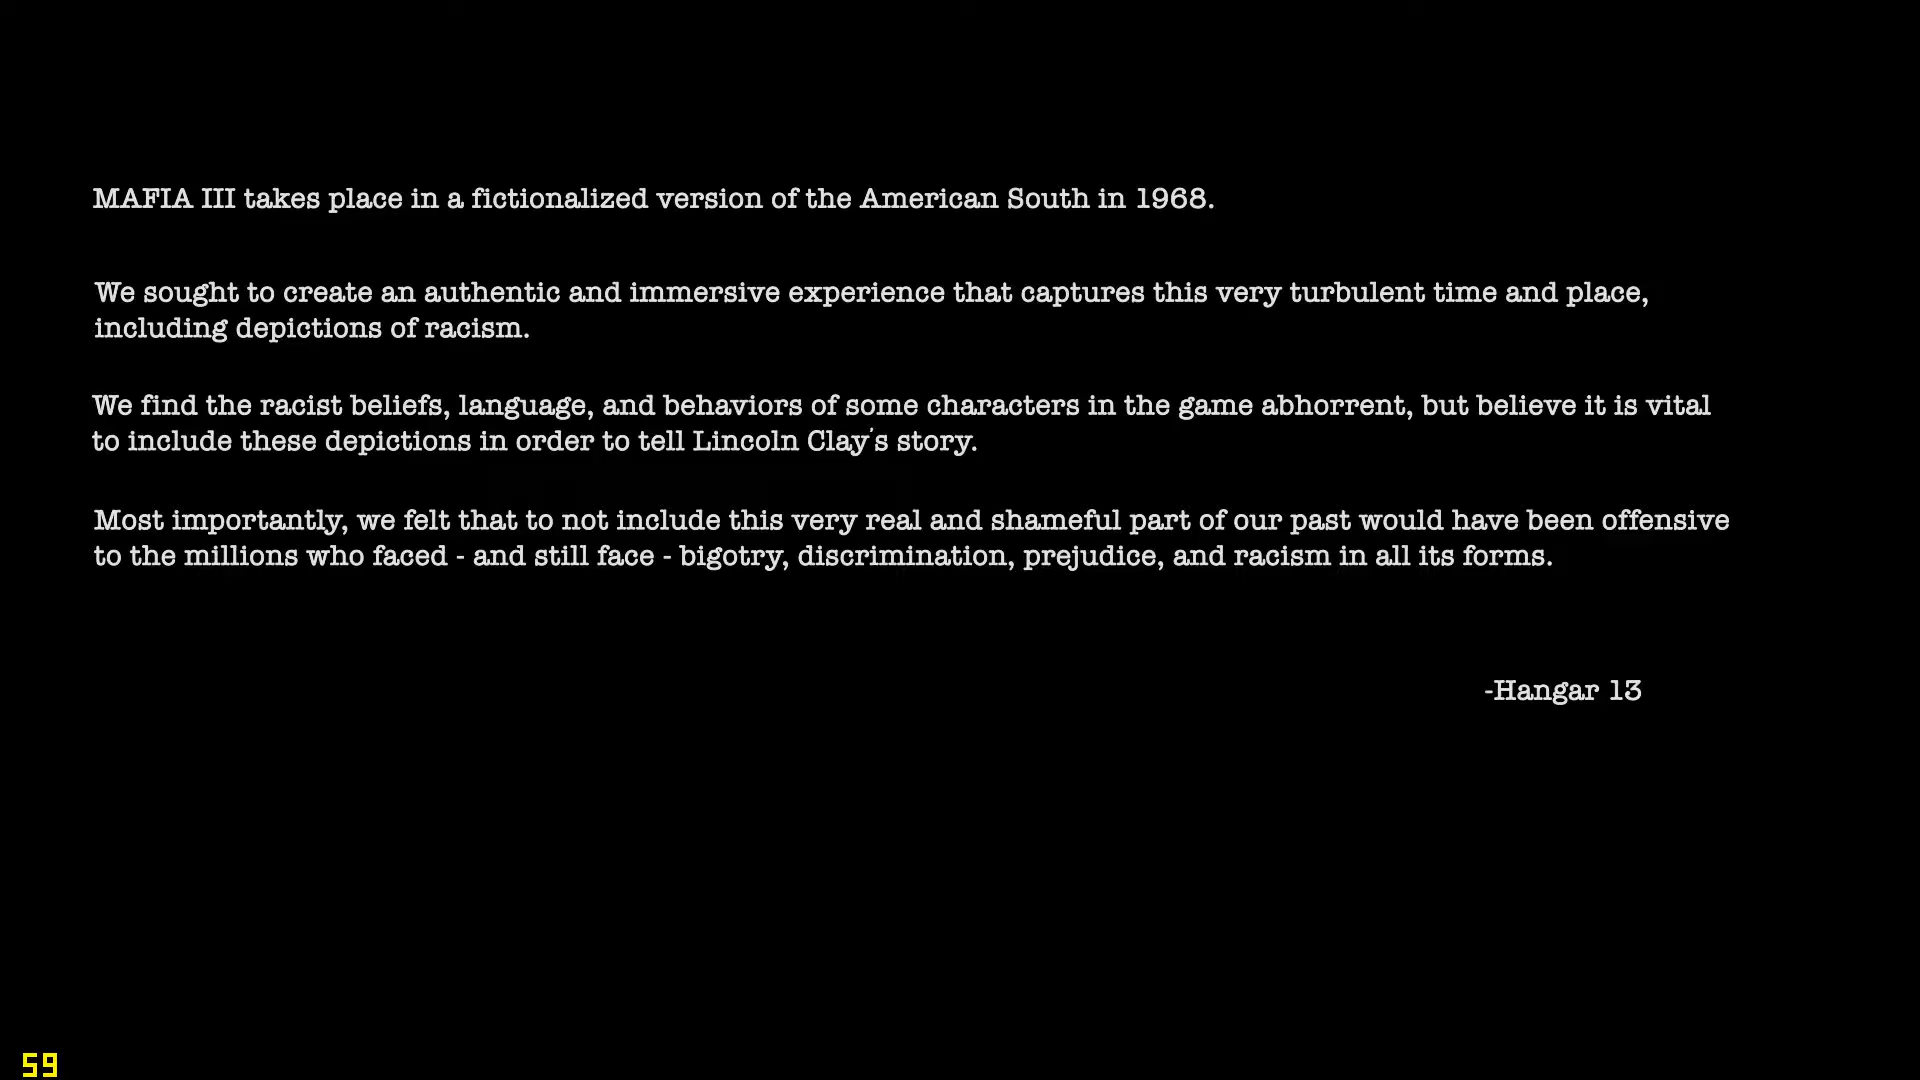 MAFIA III takes place in a fictionalized version of the American South in 1968.
We sought to create an authentic and immersive experience that captures this very turbulent time and place,
including depictions of racism.
We find the racist beliefs, language, and behaviors of some characters in the game abhorrent, but believe it is vital
to include these depictions in order to tell Lincoln Clay's story.
Most importantly, we felt that to not include this very real and shameful part of our past would have been offensive
to the millions who faced - and still face - bigotry, discrimination, prejudice, and racism in all its forms.
-Hangar 13
59